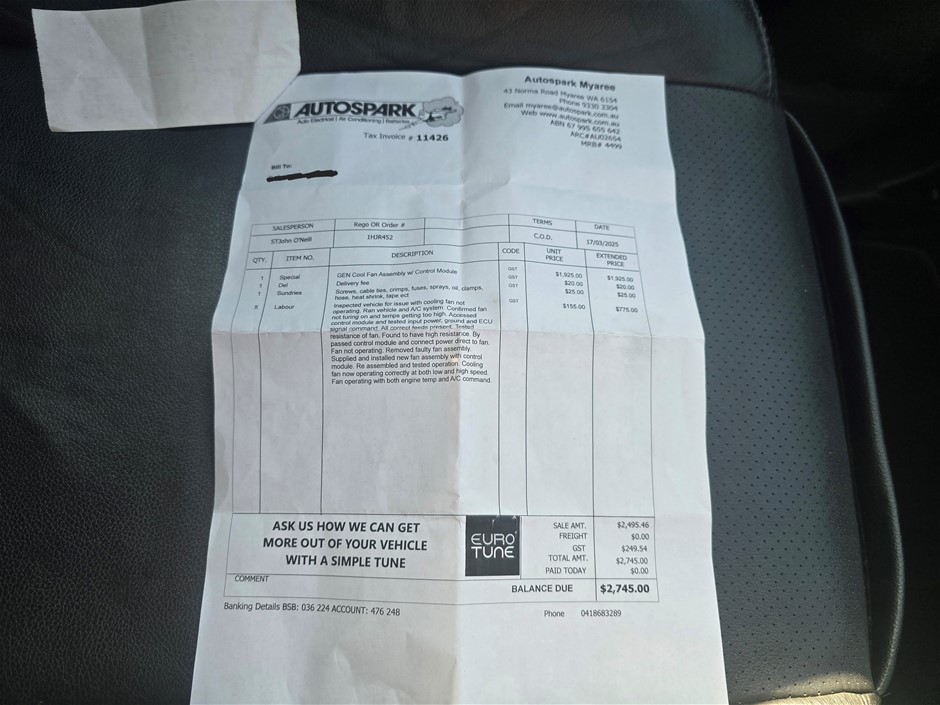 AUTOSPARK
Auto Electrical | Air Conditioning | Batteries
Tax Invoice # 11426
Autospark Myaree
43 Norma Road Myaree WA 6154
Phone 9330 3304
Email myaree@autospark.com.au
Web www.autospark.com.au
ABN 67 995 655 642
MRB# 4499
Bill To:
SALESPERSON Rego OR Order # TERMS DATE
STJohn O'Neill 1HJR452 C.O.D. 17/03/2025
QTY. ITEM NO. DESCRIPTION CODE UNIT PRICE EXTENDED PRICE
1 Special GEN Cool Fan Assembly w/ Control Module GST $1,925.00 $1,925.00
1 Del Delivery fee GST $20.00 $20.00
1 Sundries Screws, cable ties, crimps, fuses, sprays, oil, clamps, GST $25.00 $25.00
hose, heat shrink, tape ect
Labour Inspected vehicle for issue with cooling fan not GST $155.00 $775.00
operating. Ran vehicle and A/C system. Confirmed fan
not turning on and temps getting too high. Accessed
control module and tested input power, ground and ECU
signal command. All correct feeds present. Tested
resistance of fan. Found to have high resistance. By
passed control module and connect power direct to fan.
Fan not operating. Removed faulty fan assembly.
Supplied and installed new fan assembly with control
module. Re assembled and tested operation. Cooling
fan now operating correctly at both low and high speed.
Fan operating with both engine temp and A/C command.
ASK US HOW WE CAN GET
MORE OUT OF YOUR VEHICLE
WITH A SIMPLE TUNE
EURO
TUNE
SALE AMT. $2,495.46
FREIGHT $0.00
GST $249.54
TOTAL AMT. $2,745.00
PAID TODAY $0.00
COMMENT
BALANCE DUE $2,745.00
Banking Details BSB: 036 224 ACCOUNT: 476 248
Phone 0418683289